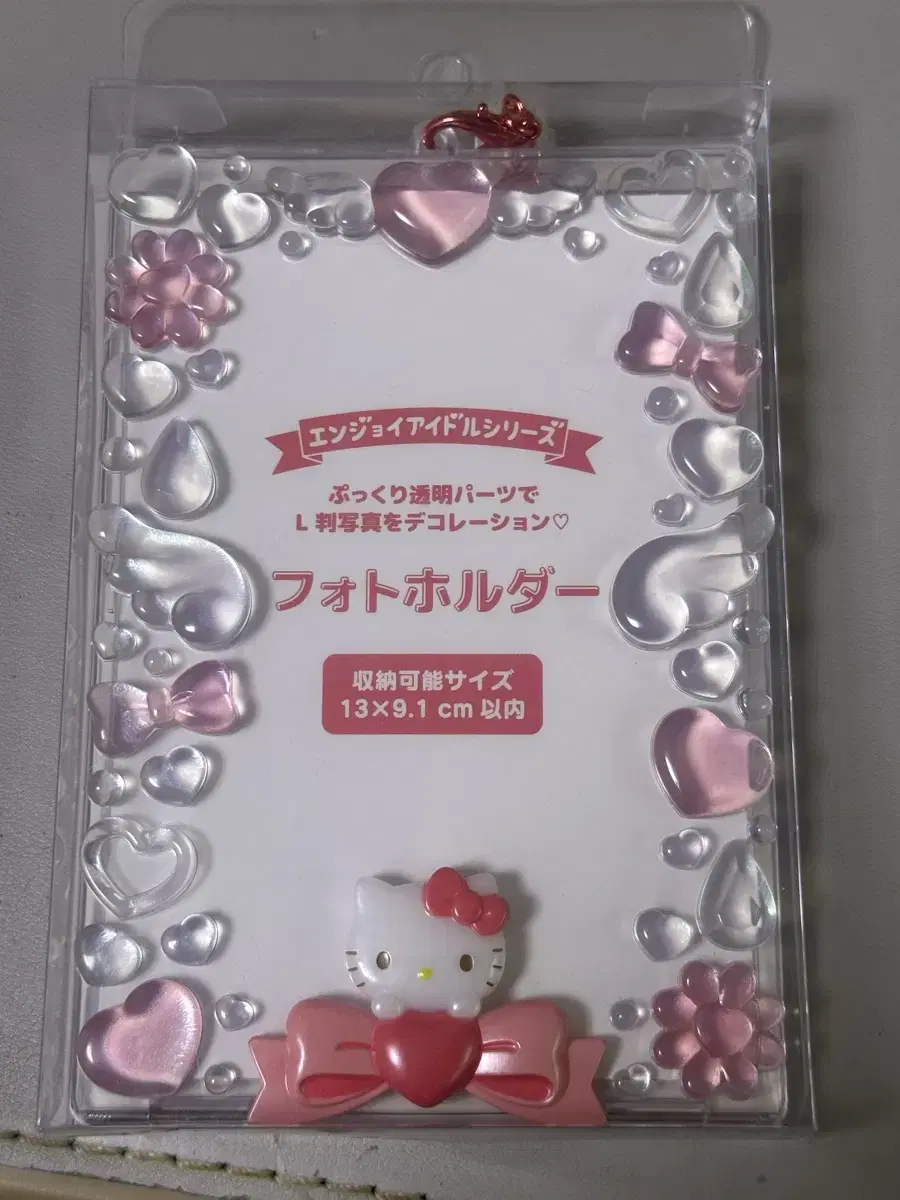 エンジョイアイドルシリーズ
ぷっくり透明パーツで
L判写真をデコレーション♡
フォトホルダー
収納可能サイズ
13×9.1 cm 以内